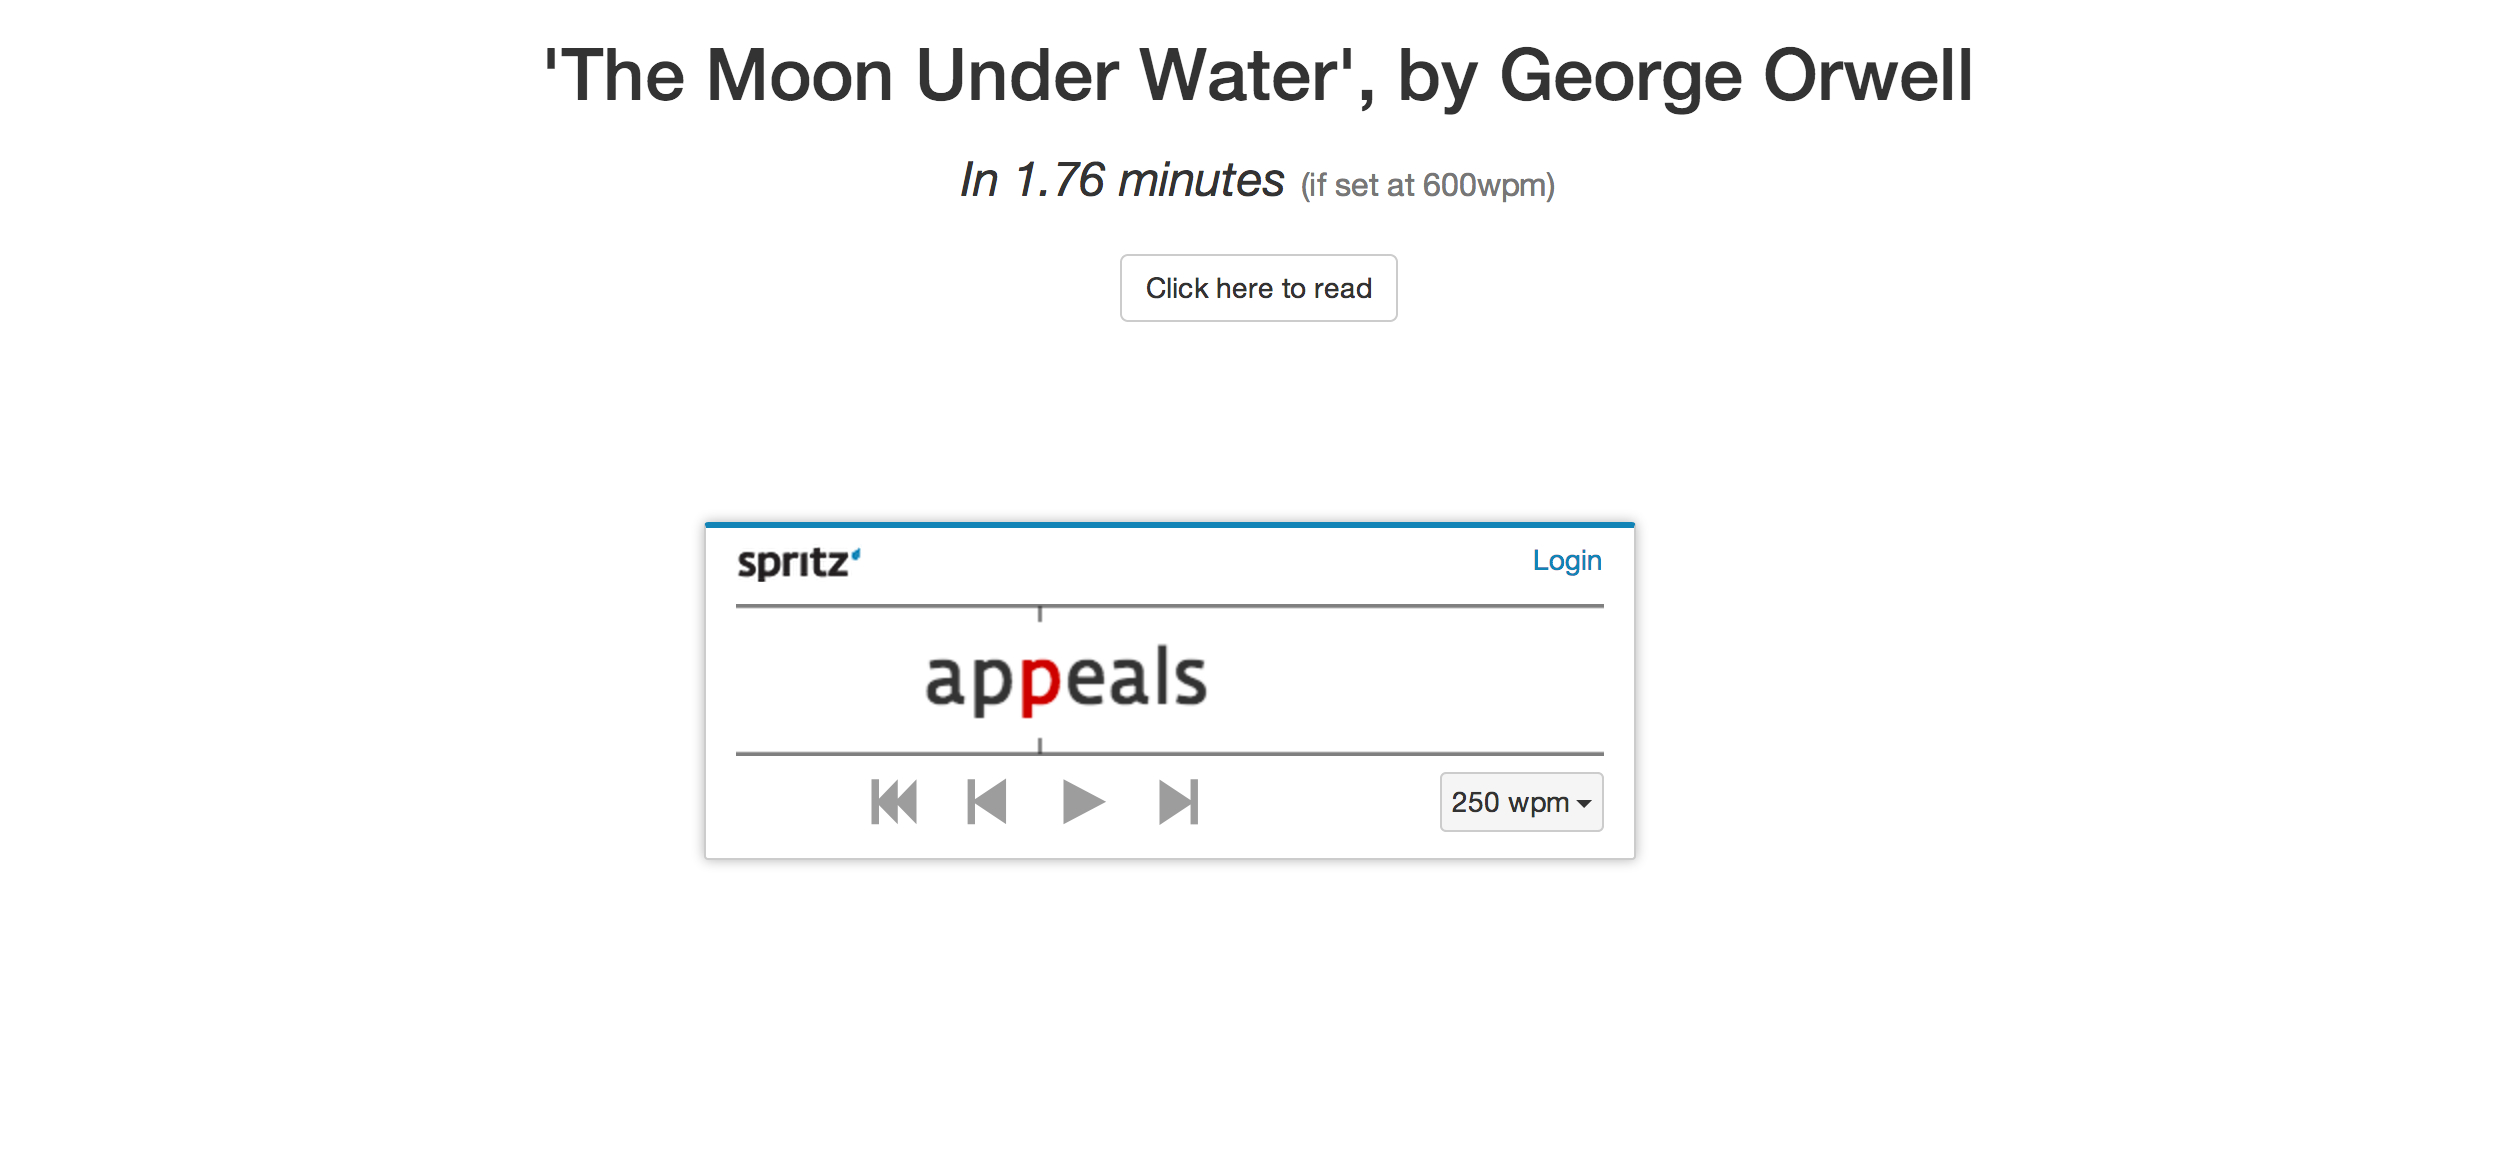 'The Moon Under Water', by George Orwell
In 1.76 minutes (if set at 600wpm)
Click here to read
spritz
Login
appeals
250 wpm